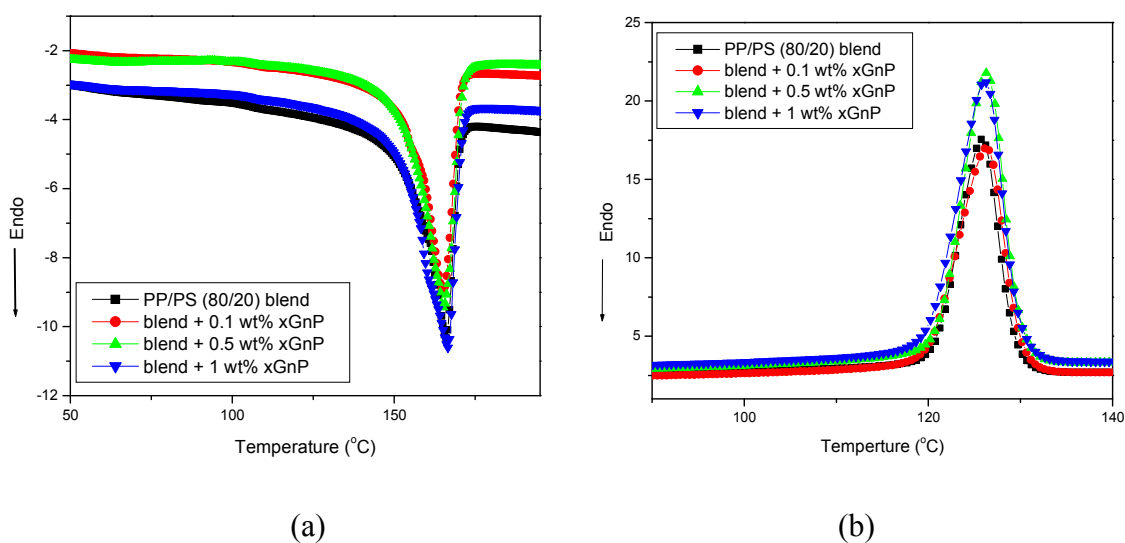 -2
-4
-6
-8
-10
-12
Endo
PP/PS (80/20) blend
blend + 0.1 wt% xGnP
blend + 0.5 wt% xGnP
blend + 1 wt% xGnP
50 100 150
Temperature (°C)
(a)
25
20
15
10
5
Endo
PP/PS (80/20) blend
blend + 0.1 wt% xGnP
blend + 0.5 wt% xGnP
blend + 1 wt% xGnP
100 120 130 140
Temperture (°C)
(b)